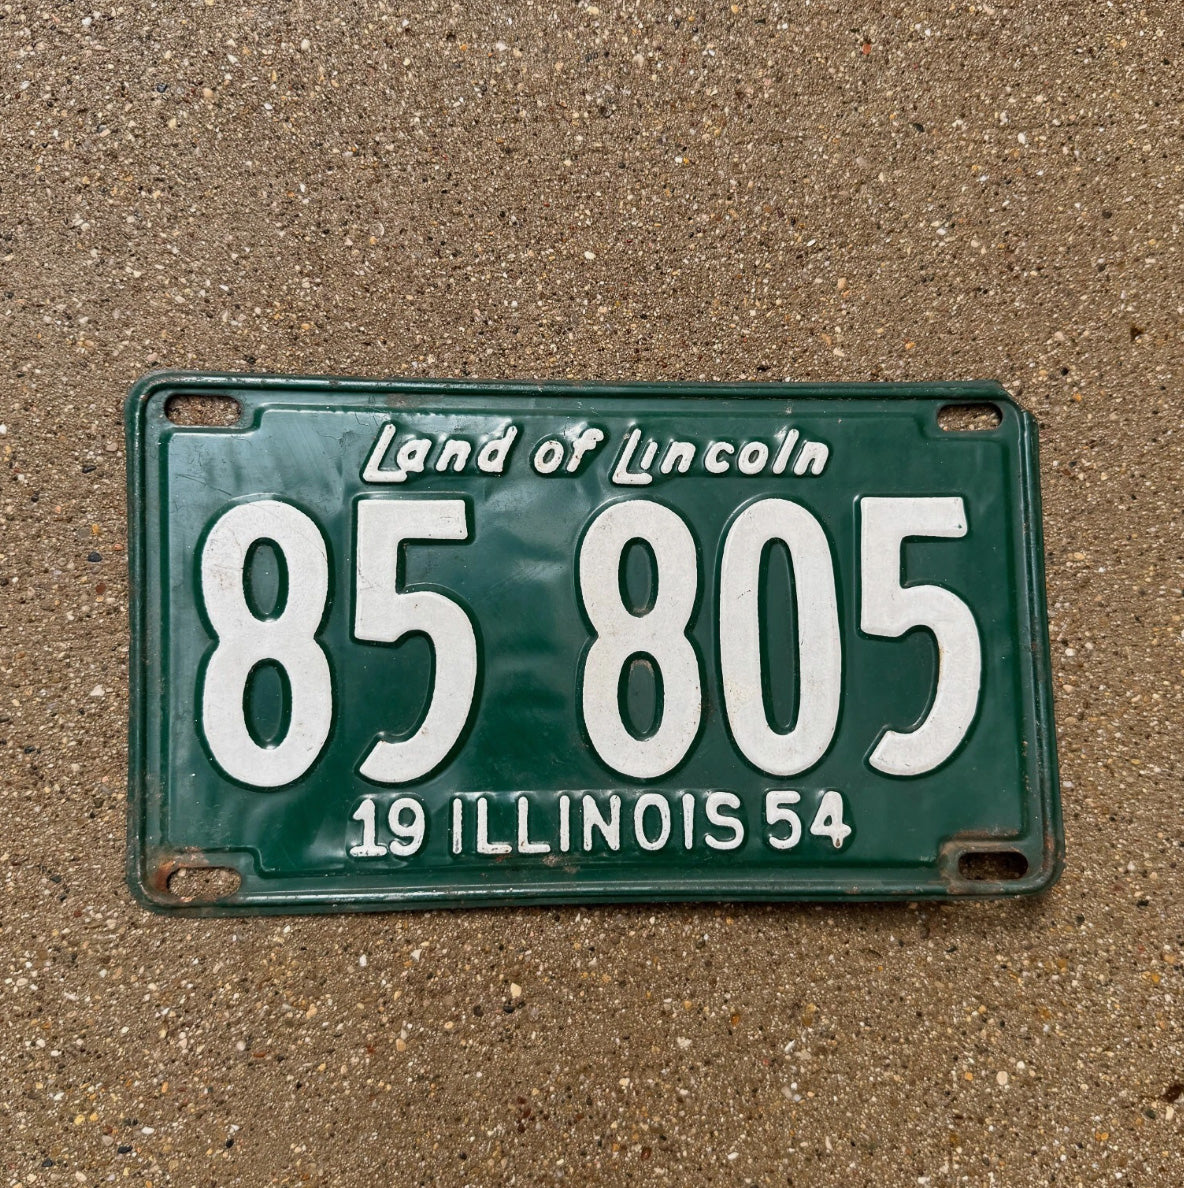 Land of Lincoln
85 805
19 ILLINOIS 54